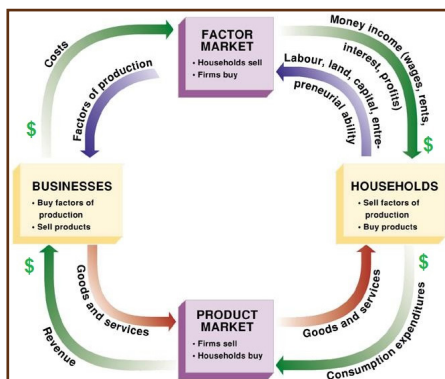 Costs
Factors of production
FACTOR
MARKET
• Households sell
• Firms buy
Money income (wages, rents,
interest, profits)
Labour, land, capital, entre-
preneurial ability
$
$
BUSINESSES
• Buy factors of
production
• Sell products
HOUSEHOLDS
• Sell factors of
production
• Buy products
$
$
Goods and services
Revenue
PRODUCT
MARKET
• Firms sell
• Households buy
Goods and services
Consumption expenditures